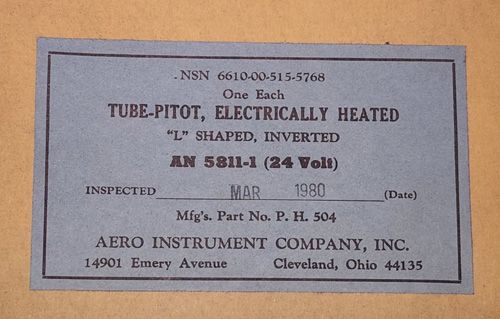 .NSN 6610-00-515-5768
One Each
TUBE-PITOT, ELECTRICALLY HEATED
"L" SHAPED, INVERTED
AN 5811-1 (24 Volt)
INSPECTED MAR 1980 (Date)
Mfg's. Part No. P. H. 504
AERO INSTRUMENT COMPANY, INC.
14901 Emery Avenue Cleveland, Ohio 44135